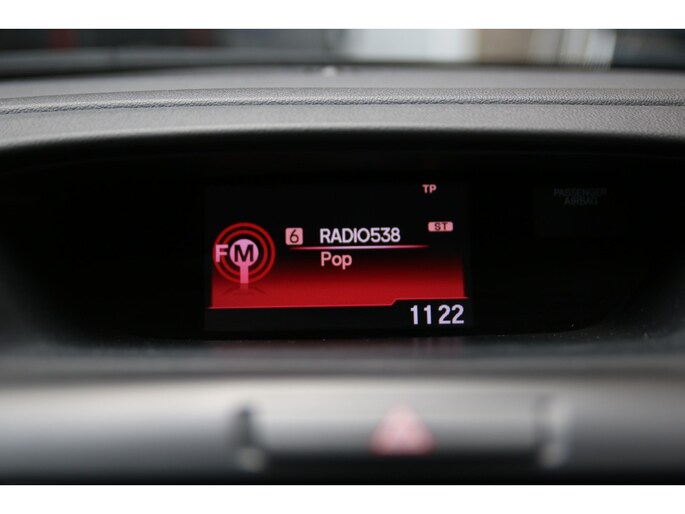 TP
PASSENGER
AIRBAG
ST
6 RADIO538
FM
Pop
11 22